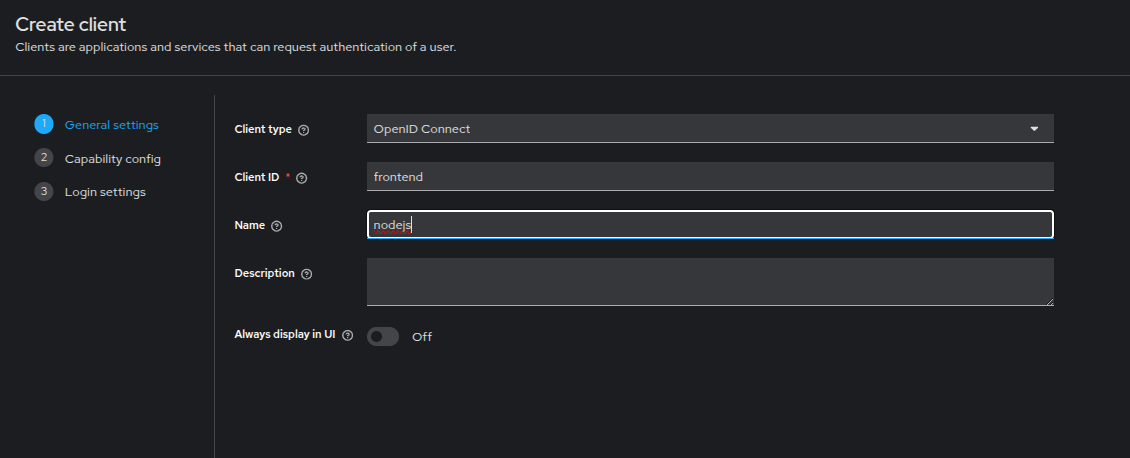 Create client
Clients are applications and services that can request authentication of a user.
1 General settings
2 Capability config
3 Login settings
Client type
OpenID Connect
Client ID *
frontend
Name
nodejs
Description
Always display in UI
Off